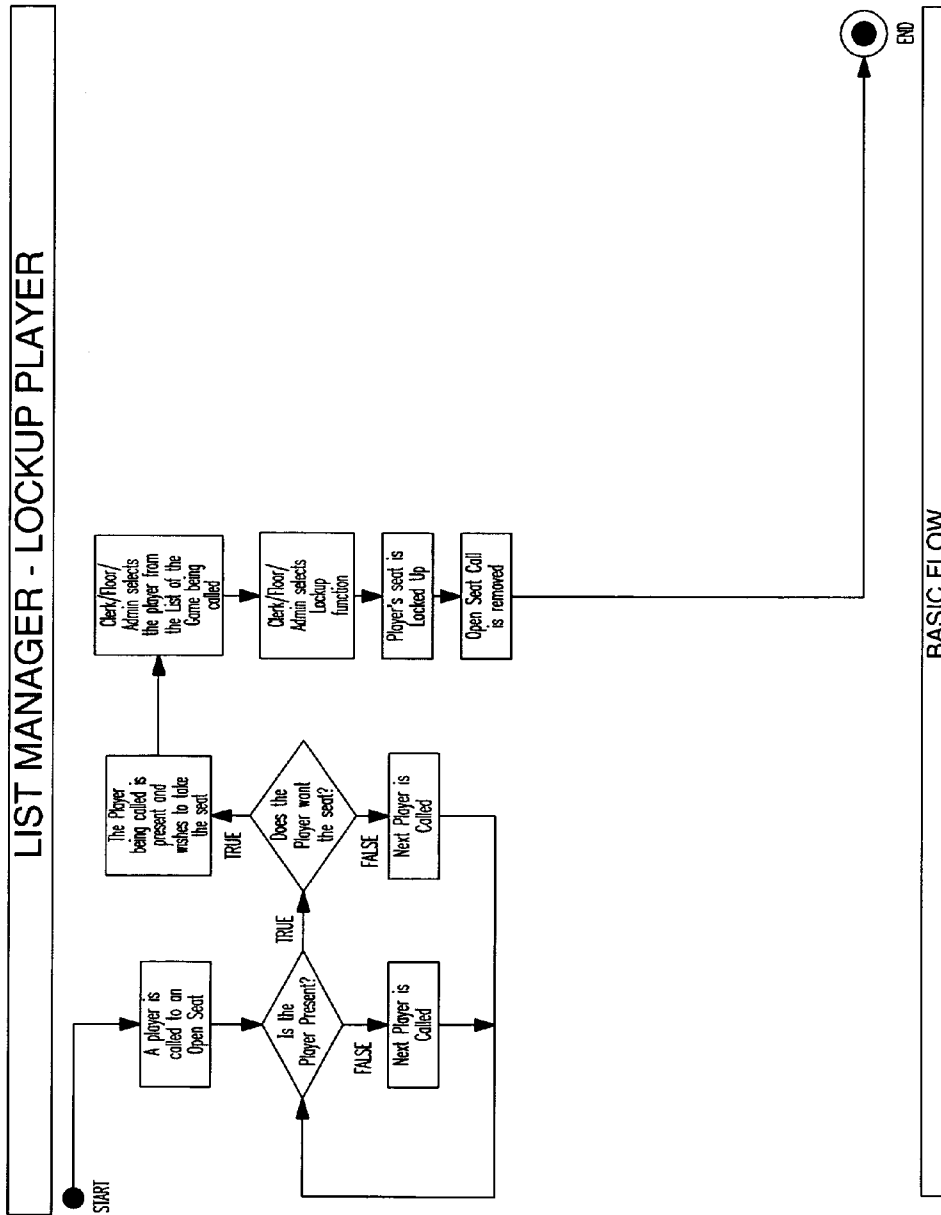 LIST MANAGER - LOCKUP PLAYER
START
A player is
called to an
Open Seat
Is the
Player Present?
TRUE
FALSE
Next Player is
Called
Does the
Player want
the seat?
TRUE
FALSE
Next Player is
Called
The Player
being called is
present and
wishes to take
the seat
Clerk/Floor/
Admin selects
the player from
the List of the
Game being
called
Clerk/Floor/
Admin selects
Lockup
function
Player's seat is
Locked Up
Open Seat Call
is removed
END
BASIC FLOW